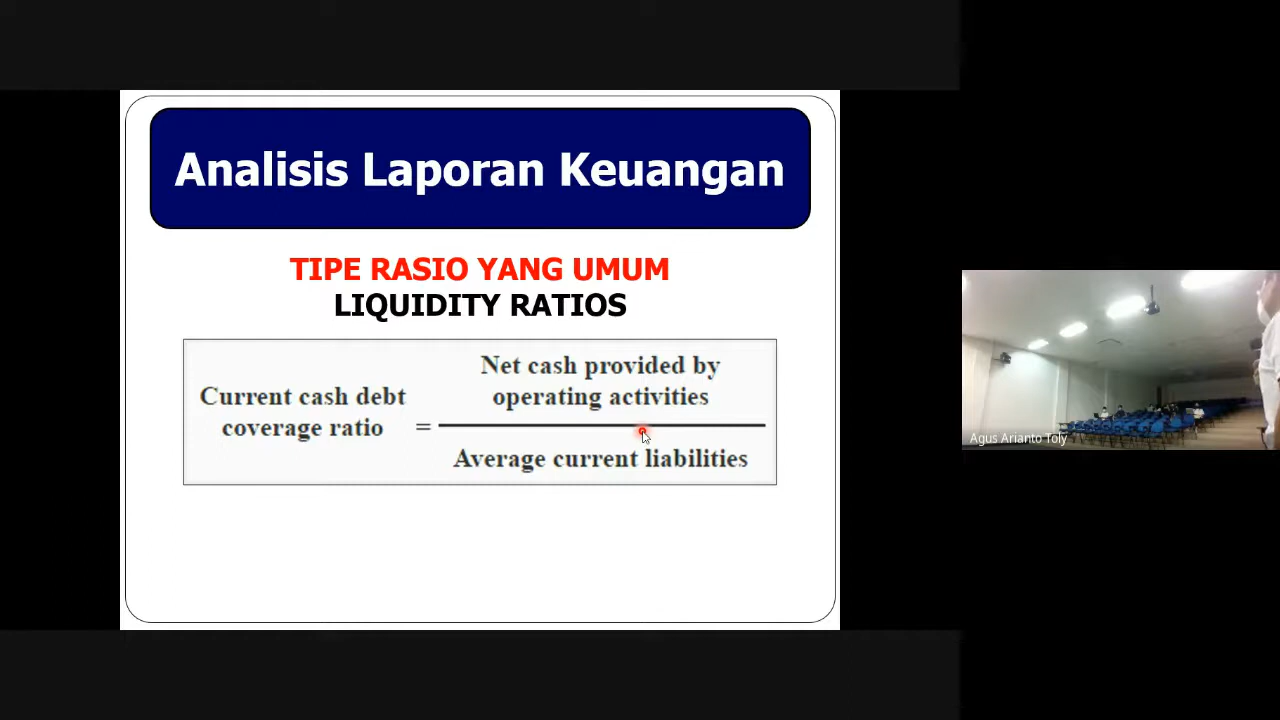 Analisis Laporan Keuangan
TIPE RASIO YANG UMUM
LIQUIDITY RATIOS
Current cash debt
coverage ratio
=
Net cash provided by
operating activities
Average current liabilities
Agus Arianto Toly